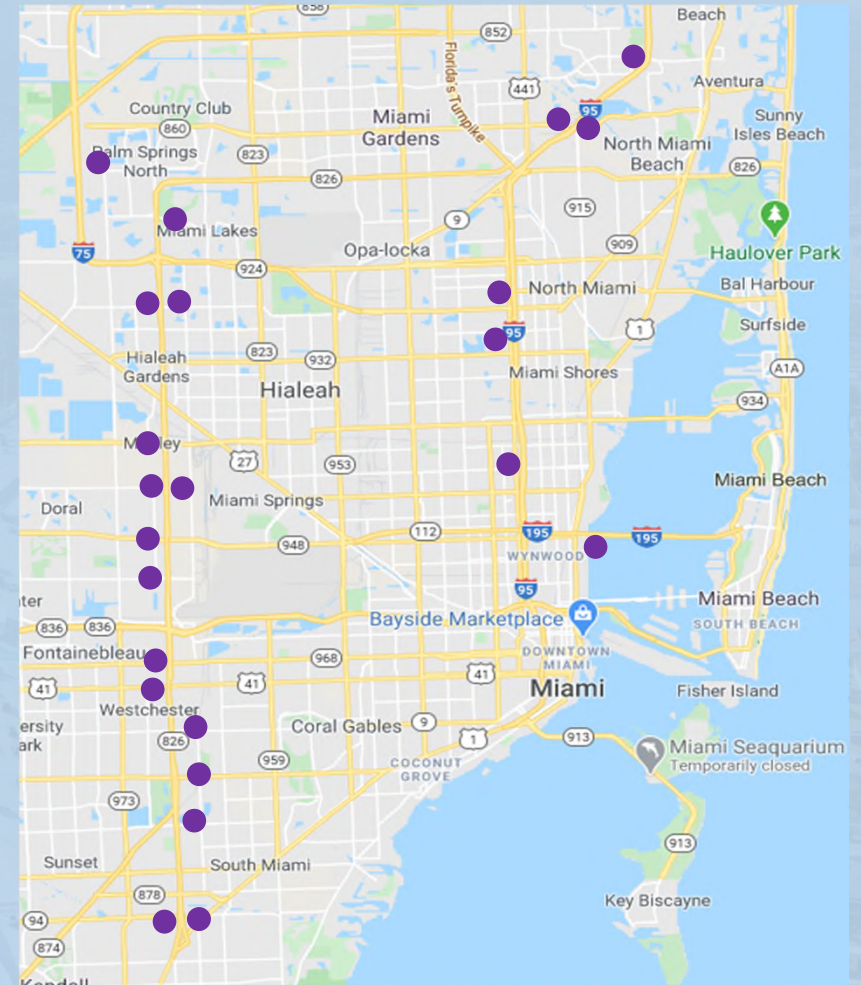 858
Beach
852
Florida's Turnpike
441
Aventura
Country Club
860
Miami
Gardens
95
Sunny
Isles Beach
North Miami
Beach
Palm Springs
North
823
826
826
9
915
Miami Lakes
909
Opa-locka
75
Haulover Park
924
North Miami
Bal Harbour
95
1
Surfside
823
932
Hialeah
Gardens
Miami Shores
A1A
Hialeah
934
27
953
Miami Springs
Miami Beach
Doral
112
195
195
948
WYNWOOD
95
Miami Beach
836
836
Bayside Marketplace
SOUTH BEACH
Fontainebleau
968
DOWNTOWN
MIAMI
41
41
41
Miami
Fisher Island
Westchester
826
Coral Gables
9
1
913
Miami Seaquarium
Temporarily closed
959
COCONUT
GROVE
973
913
Sunset
South Miami
878
Key Biscayne
94
874